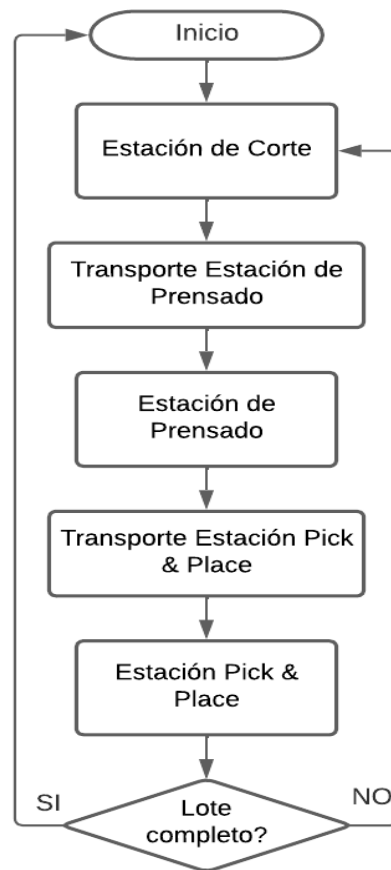 Inicio
Estación de Corte
Transporte Estación de
Prensado
Estación de
Prensado
Transporte Estación Pick
& Place
Estación Pick &
Place
SI
Lote
completo?
NO